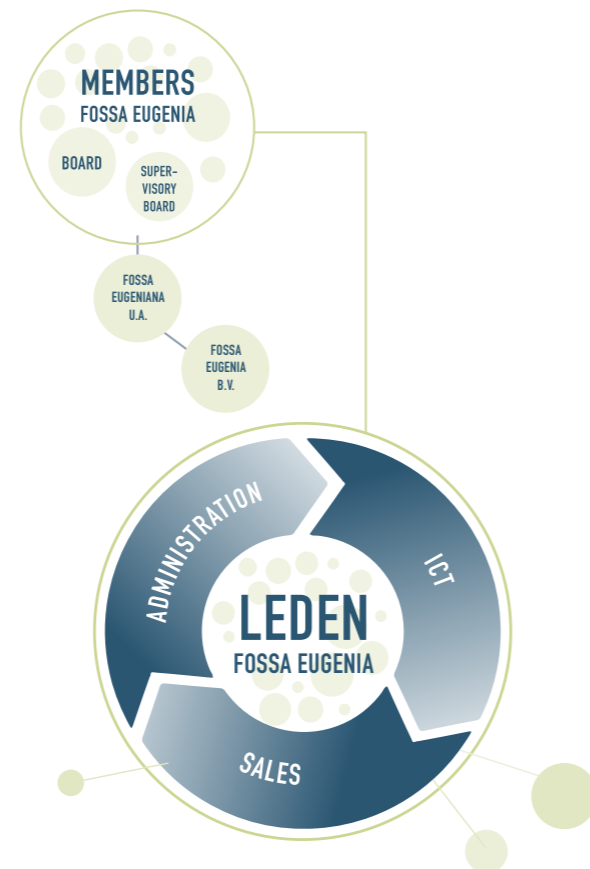 MEMBERS
FOSSA EUGENIA
BOARD
SUPER-
VISORY
BOARD
FOSSA
EUGENIANA
U.A.
FOSSA
EUGENIA
B.V.
ADMINISTRATION
ICT
LEDEN
FOSSA EUGENIA
SALES